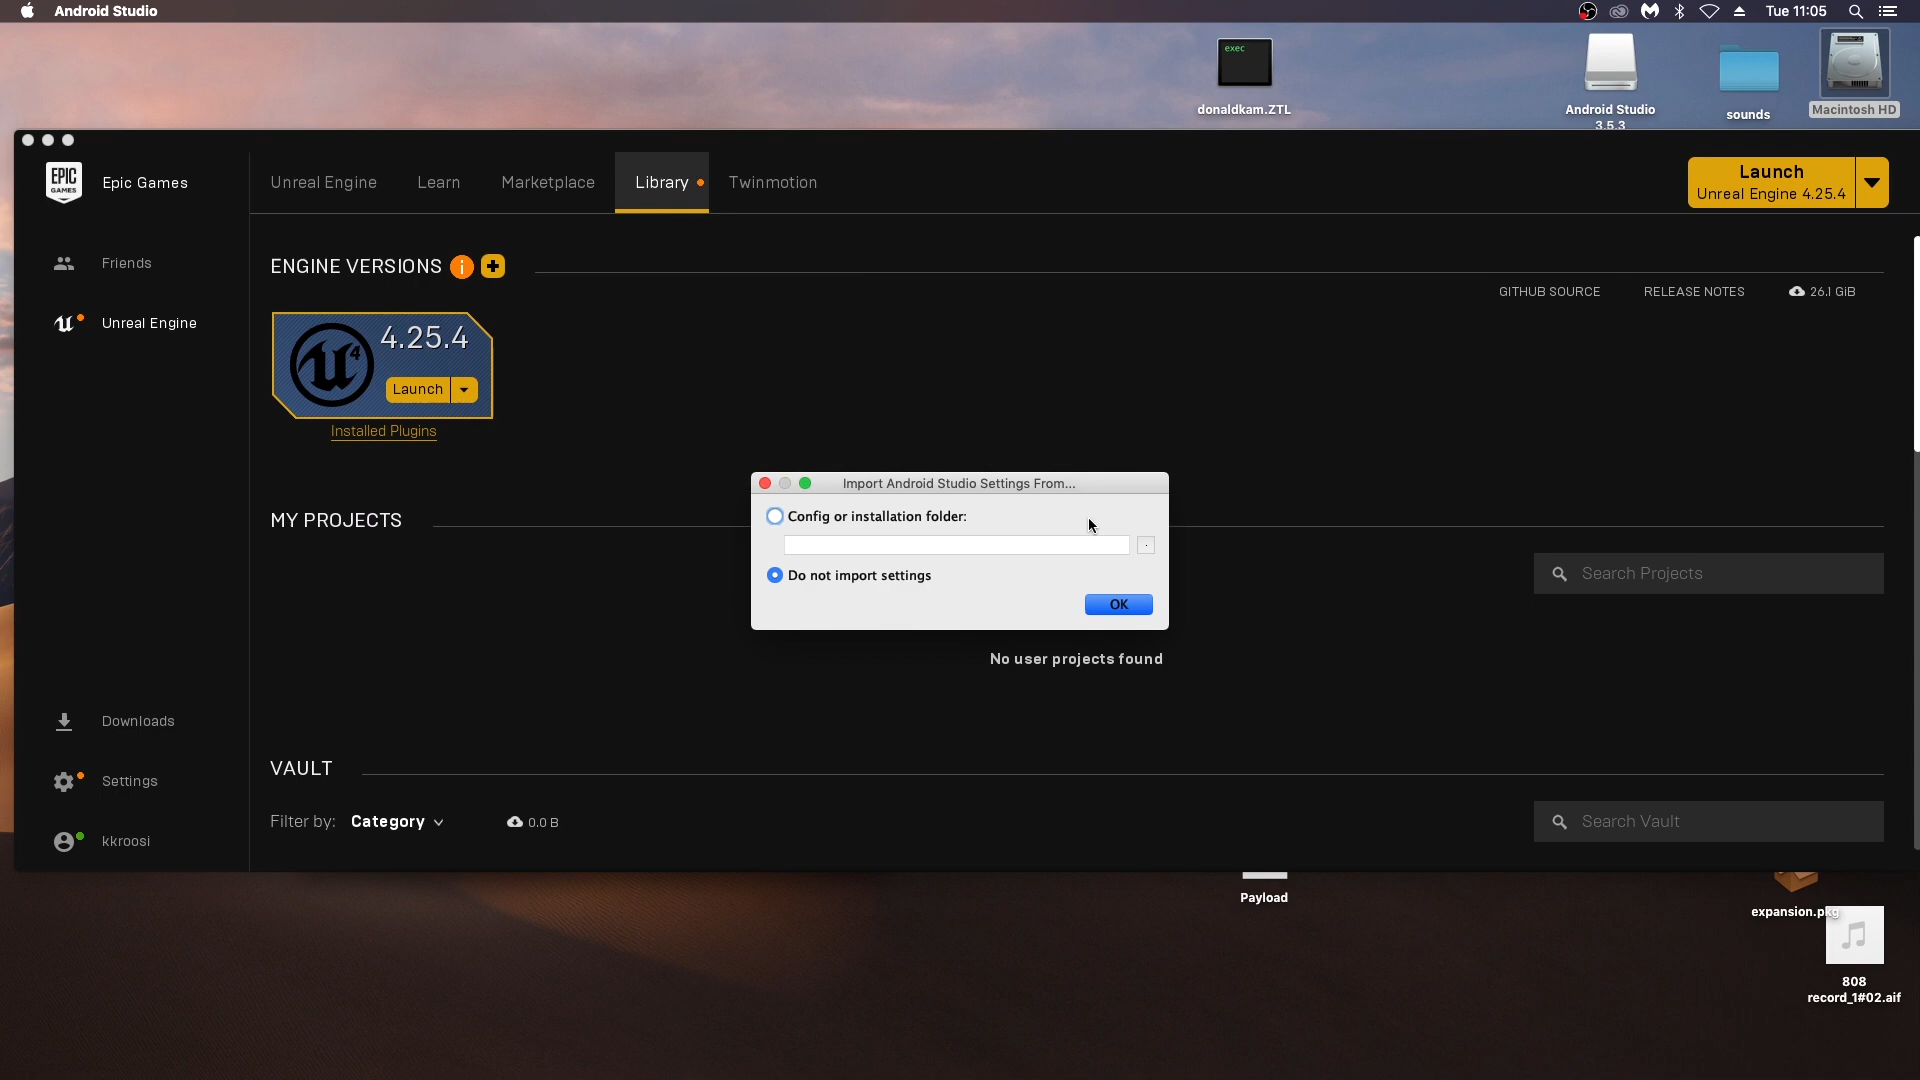 Android Studio
Tue 11:05
exec
donaldkam.ZTL
Android Studio
3.5.3
sounds
Macintosh HD
EPIC
GAMES
Epic Games
Unreal Engine
Learn
Marketplace
Library
Twinmotion
Launch
Unreal Engine 4.25.4
Friends
Unreal Engine
ENGINE VERSIONS
GITHUB SOURCE
RELEASE NOTES
26.1 GiB
4.25.4
4
Launch
Installed Plugins
Import Android Studio Settings From...
Config or installation folder:
Do not import settings
OK
MY PROJECTS
Search Projects
No user projects found
Downloads
Settings
kkroosi
VAULT
Filter by:
Category
0.0 B
Search Vault
Payload
expansion.pkg
808
record_1#02.aif